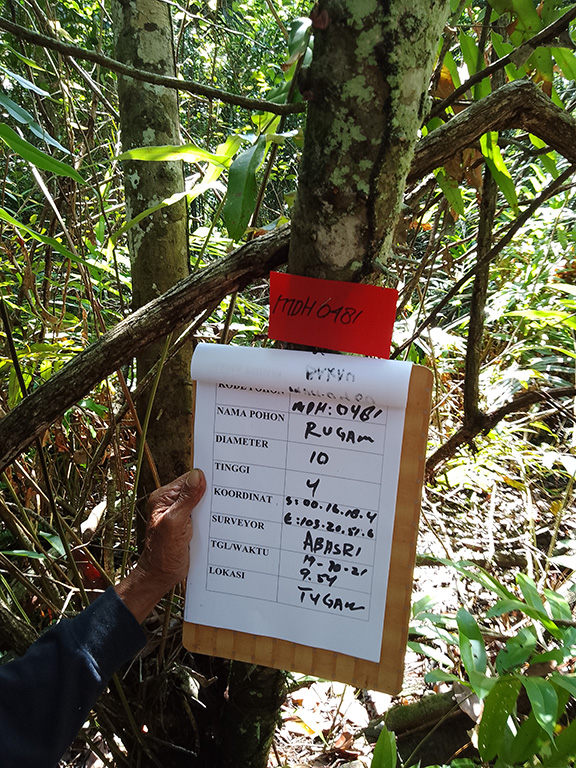 MDH 0481
KODE POHON MDH: 0481
NAMA POHON RUGAM
DIAMETER 10
TINGGI 4
KOORDINAT S:00.16.18.4
E:103.20.51.6
SURVEYOR ABASRI
TGL/WAKTU 19-10-21
9.54
LOKASI TUGAM